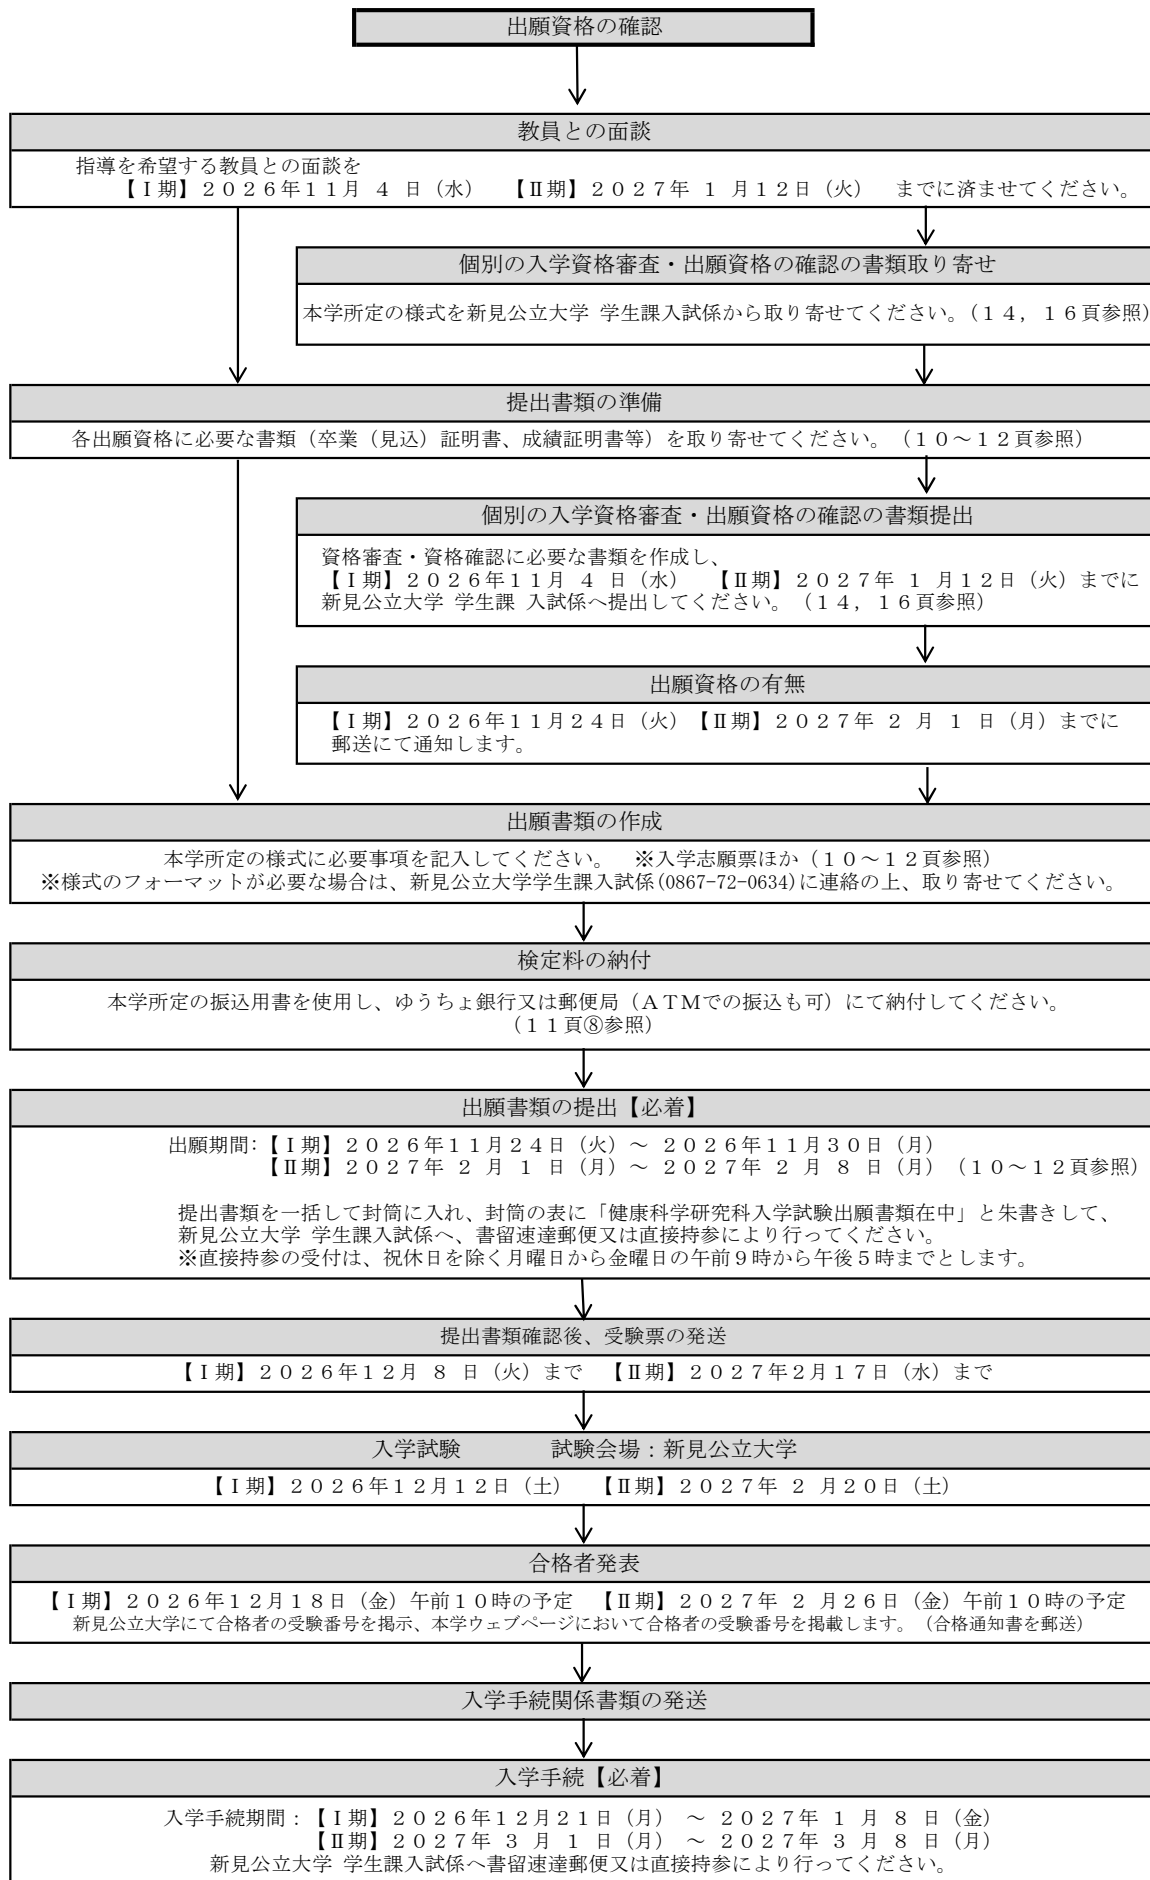 出願資格の確認
教員との面談
指導を希望する教員との面談を
【Ⅰ期】２０２６年１１月 ４ 日（水）　【Ⅱ期】２０２７年 １ 月１２日（火）　までに済ませてください。
個別の入学資格審査・出願資格の確認の書類取り寄せ
本学所定の様式を新見公立大学 学生課入試係から取り寄せてください。（１４，１６頁参照）
提出書類の準備
各出願資格に必要な書類（卒業（見込）証明書、成績証明書等）を取り寄せてください。（１０～１２頁参照）
個別の入学資格審査・出願資格の確認の書類提出
資格審査・資格確認に必要な書類を作成し、
【Ⅰ期】２０２６年１１月 ４ 日（水）　【Ⅱ期】２０２７年 １ 月１２日（火）までに
新見公立大学 学生課 入試係へ提出してください。（１４，１６頁参照）
出願資格の有無
【Ⅰ期】２０２６年１１月２４日（火）【Ⅱ期】２０２７年 ２ 月 １ 日（月）までに
郵送にて通知します。
出願書類の作成
本学所定の様式に必要事項を記入してください。　※入学志願票ほか（１０～１２頁参照）
※様式のフォーマットが必要な場合は、新見公立大学学生課入試係(0867-72-0634)に連絡の上、取り寄せてください。
検定料の納付
本学所定の振込用書を使用し、ゆうちょ銀行又は郵便局（ＡＴＭでの振込も可）にて納付してください。
（１１頁⑧参照）
出願書類の提出【必着】
出願期間：【Ⅰ期】２０２６年１１月２４日（火）～ ２０２６年１１月３０日（月）
【Ⅱ期】２０２７年 ２ 月 １ 日（月）～ ２０２７年 ２ 月 ８ 日（月）（１０～１２頁参照）
提出書類を一括して封筒に入れ、封筒の表に「健康科学研究科入学試験出願書類在中」と朱書きして、
新見公立大学 学生課入試係へ、書留速達郵便又は直接持参により行ってください。
※直接持参の受付は、祝休日を除く月曜日から金曜日の午前９時から午後５時までとします。
提出書類確認後、受験票の発送
【Ⅰ期】２０２６年１２月 ８ 日（火）まで　【Ⅱ期】２０２７年２月１７日（水）まで
入学試験　　　試験会場：新見公立大学
【Ⅰ期】２０２６年１２月１２日（土）　【Ⅱ期】２０２７年 ２ 月２０日（土）
合格者発表
【Ⅰ期】２０２６年１２月１８日（金）午前１０時の予定　【Ⅱ期】２０２７年 ２ 月２６日（金）午前１０時の予定
新見公立大学にて合格者の受験番号を掲示、本学ウェブページにおいて合格者の受験番号を掲載します。（合格通知書を郵送）
入学手続関係書類の発送
入学手続【必着】
入学手続期間：【Ⅰ期】２０２６年１２月２１日（月） ～ ２０２７年 １ 月 ８ 日（金）
【Ⅱ期】２０２７年 ３ 月 １ 日（月） ～ ２０２７年 ３ 月 ８ 日（月）
新見公立大学 学生課入試係へ書留速達郵便又は直接持参により行ってください。